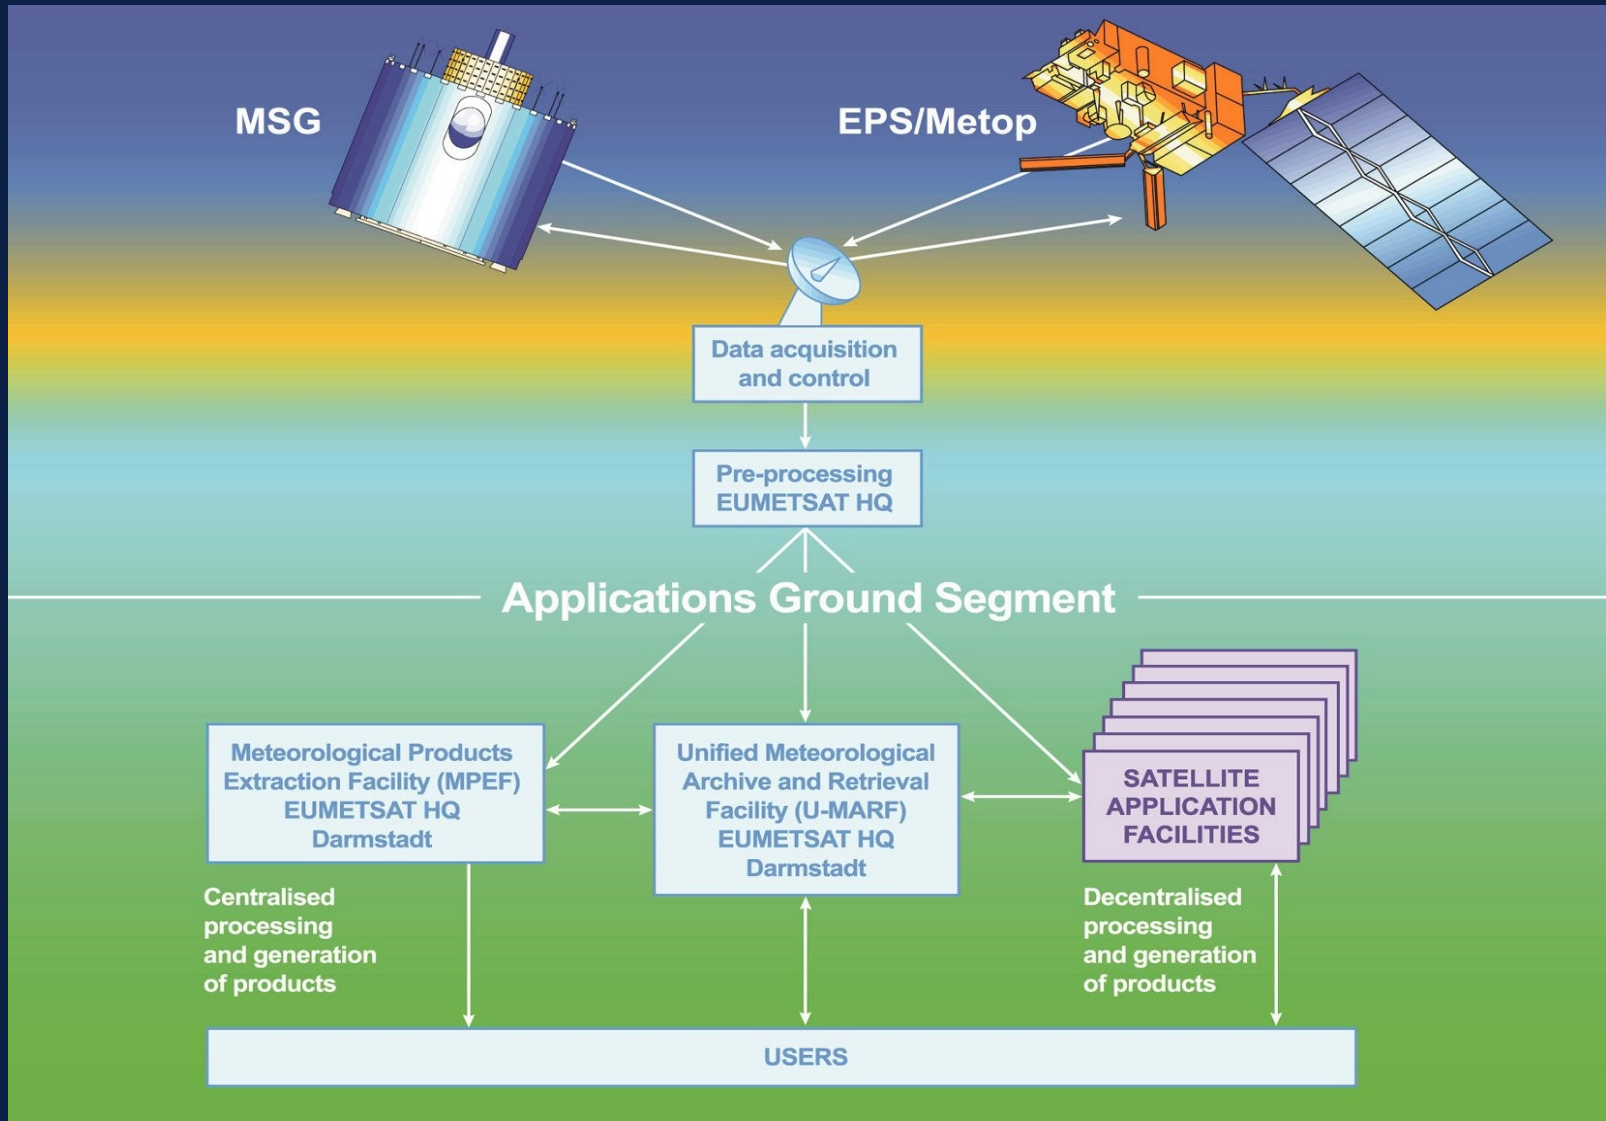 MSG
EPS/Metop
Data acquisition
and control
Pre-processing
EUMETSAT HQ
Applications Ground Segment
Meteorological Products
Extraction Facility (MPEF)
EUMETSAT HQ
Darmstadt
Unified Meteorological
Archive and Retrieval
Facility (U-MARF)
EUMETSAT HQ
Darmstadt
SATELLITE
APPLICATION
FACILITIES
Centralised
processing
and generation
of products
Decentralised
processing
and generation
of products
USERS